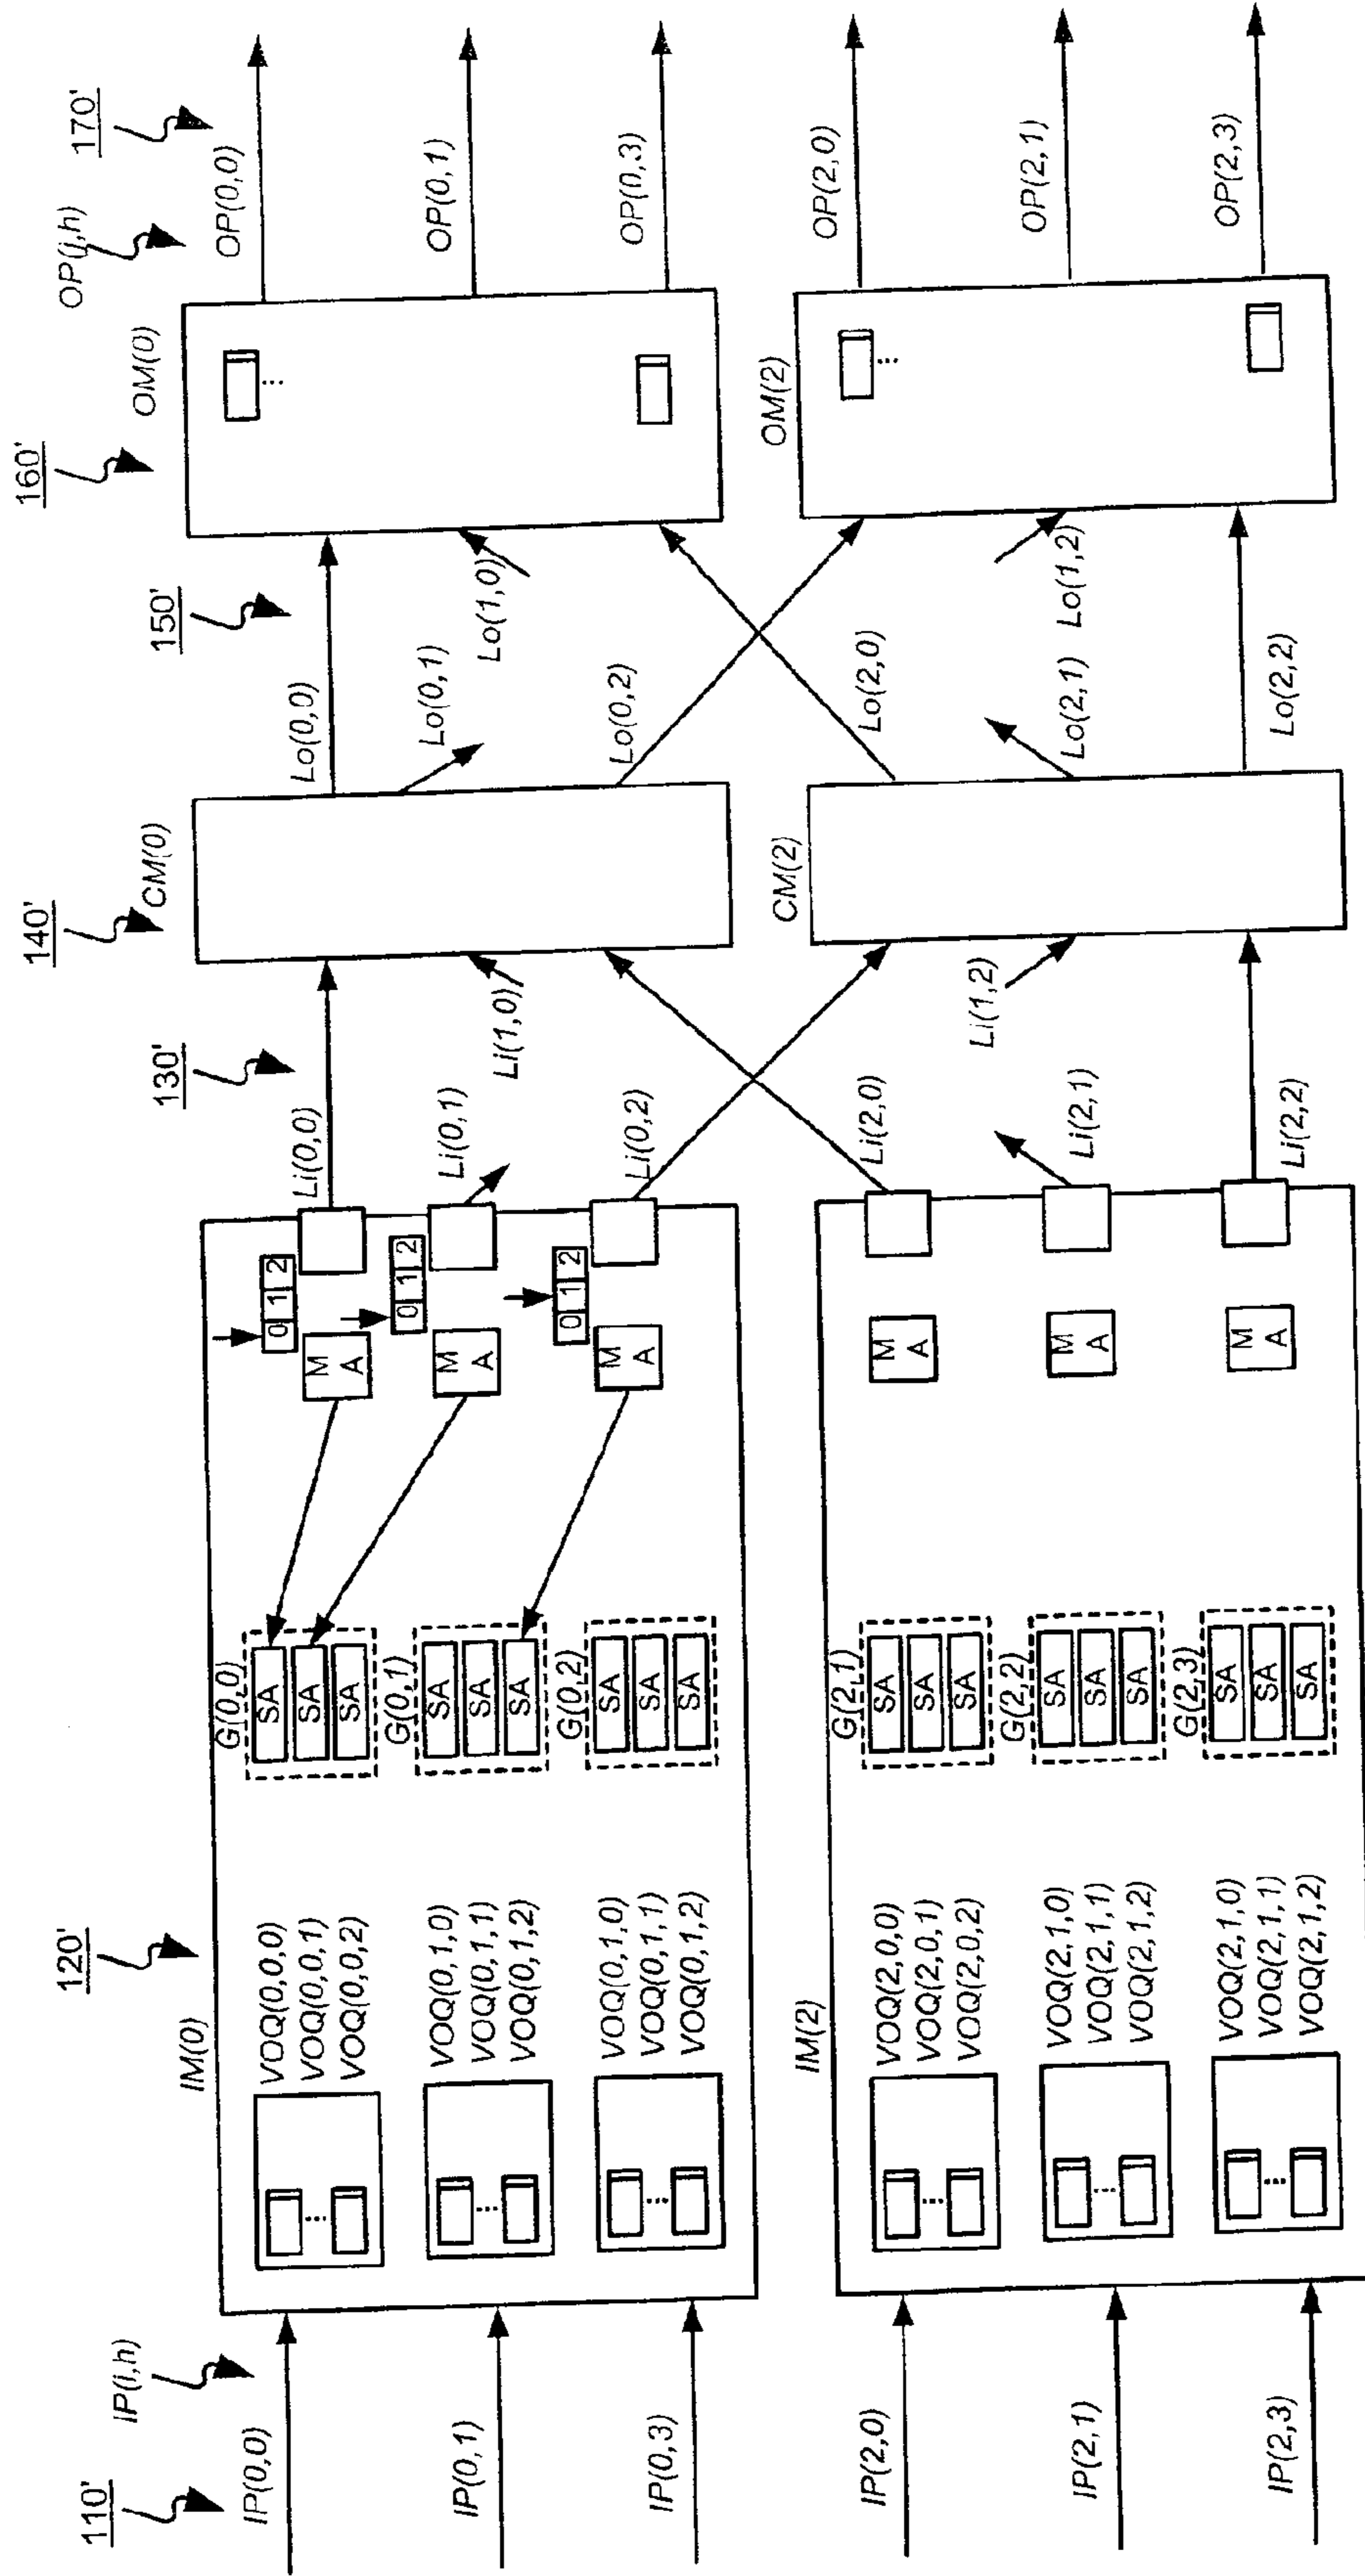 110'
IP(i,h)
IP(0,0)
IP(0,1)
IP(0,3)
IP(2,0)
IP(2,1)
IP(2,3)
120'
IM(0)
VOQ(0,0,0)
VOQ(0,0,1)
VOQ(0,0,2)
VOQ(0,1,0)
VOQ(0,1,1)
VOQ(0,1,2)
VOQ(0,1,0)
VOQ(0,1,1)
VOQ(0,1,2)
G(0,0)
SA
SA
SA
G(0,1)
SA
SA
SA
G(0,2)
SA
SA
SA
0 1 2
M A
0 1 2
M A
0 1 2
M A
IM(2)
VOQ(2,0,0)
VOQ(2,0,1)
VOQ(2,0,2)
VOQ(2,1,0)
VOQ(2,1,1)
VOQ(2,1,2)
VOQ(2,1,0)
VOQ(2,1,1)
VOQ(2,1,2)
G(2,1)
SA
SA
SA
G(2,2)
SA
SA
SA
G(2,3)
SA
SA
SA
M A
M A
M A
130'
Li(0,0)
Li(0,1)
Li(1,0)
Li(0,2)
Li(2,0)
Li(2,1)
Li(1,2)
Li(2,2)
140'
CM(0)
CM(2)
150'
Lo(0,0)
Lo(0,1)
Lo(1,0)
Lo(0,2)
Lo(2,0)
Lo(2,1)
Lo(1,2)
Lo(2,2)
160'
OM(0)
OM(2)
170'
OP(j,h)
OP(0,0)
OP(0,1)
OP(0,3)
OP(2,0)
OP(2,1)
OP(2,3)